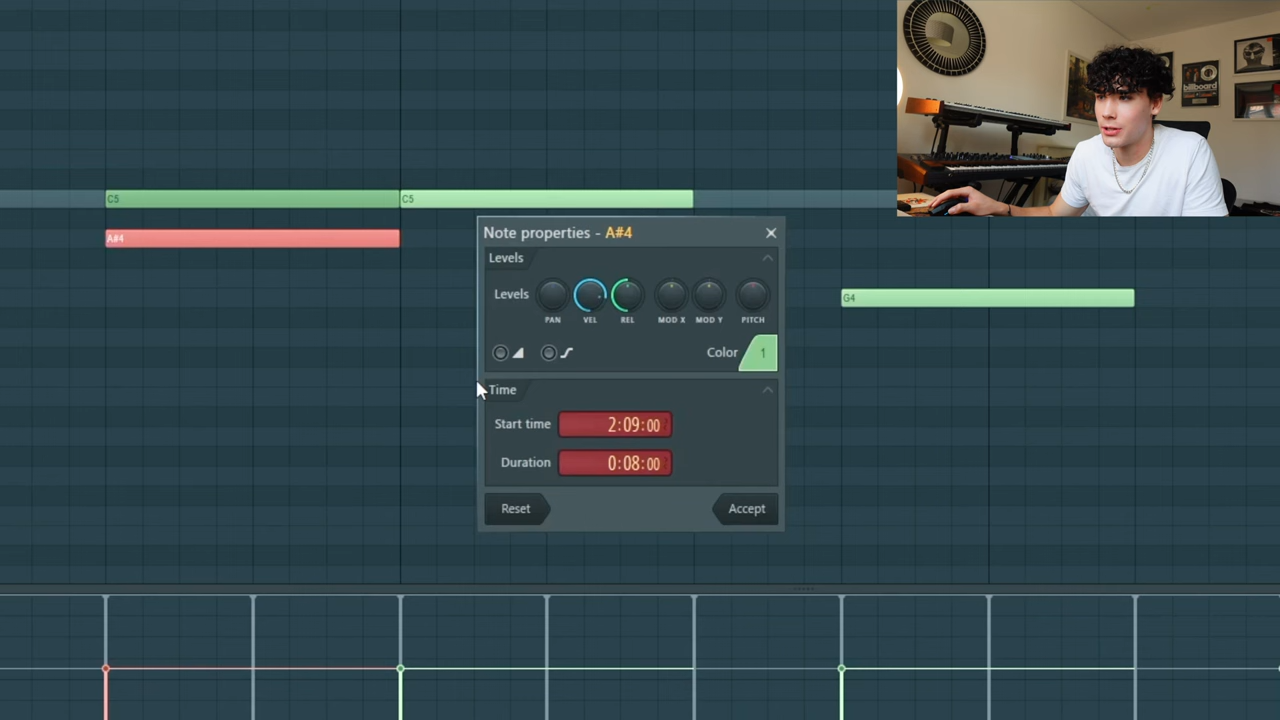 billboard
C5
C5
A#4
Note properties - A#4
Levels
Levels
PAN
VEL
REL
MOD X
MOD Y
PITCH
Color
1
G4
Time
Start time
2:09:00
Duration
0:08:00
Reset
Accept